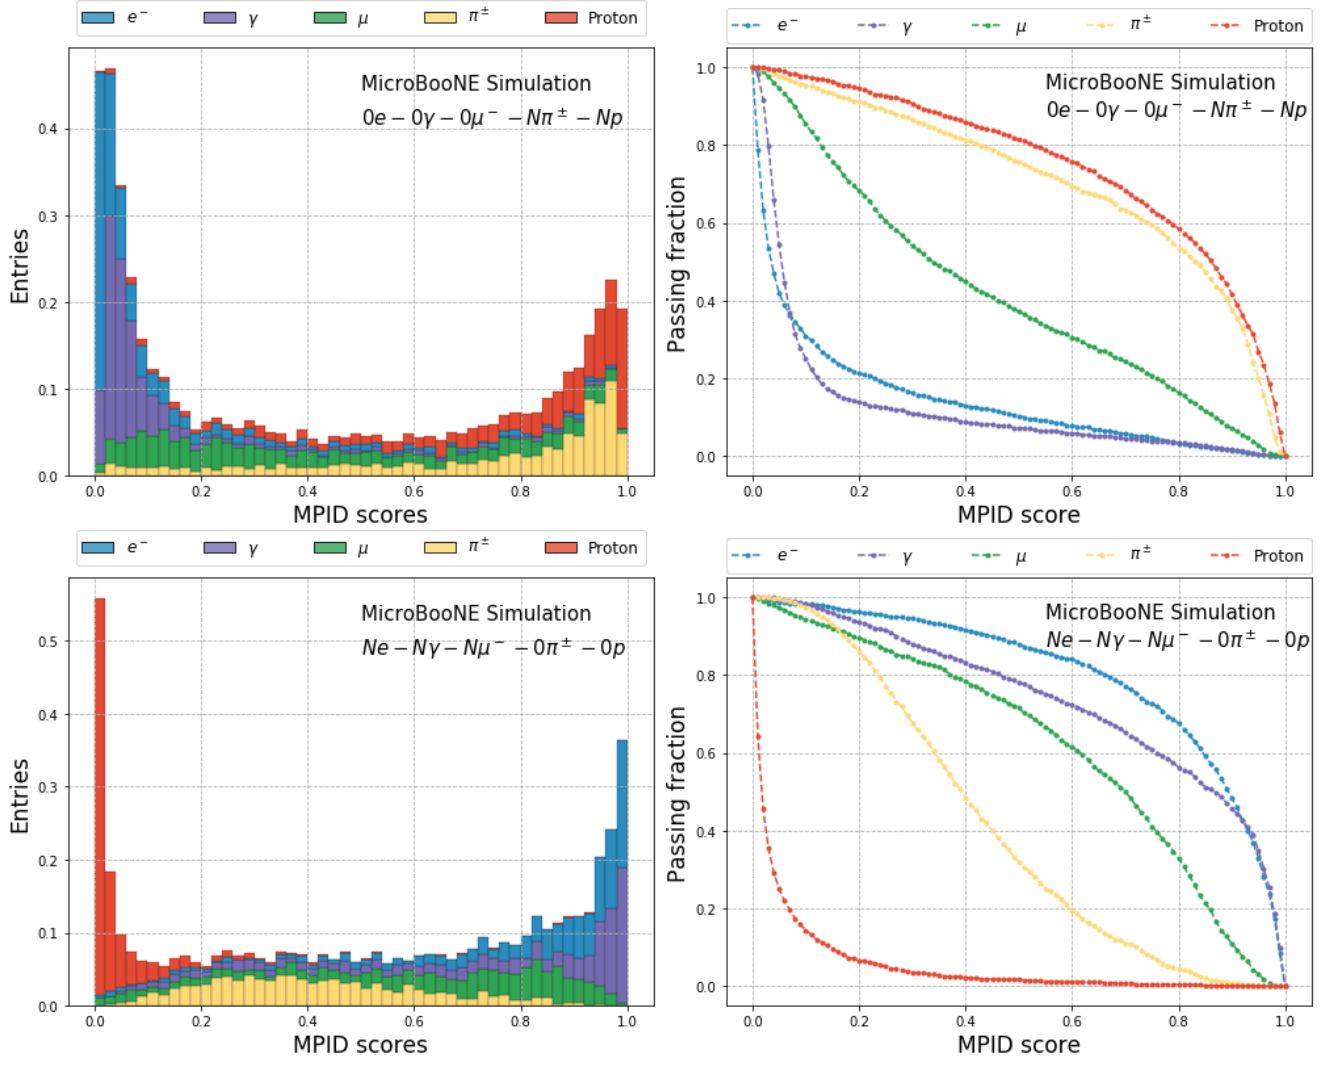 e⁻ γ μ π± Proton
MicroBooNE Simulation
0e − 0γ − 0μ⁻ − Nπ± − Np
Entries
0.4
0.3
0.2
0.1
0.0
0.0 0.2 0.4 0.6 0.8 1.0
MPID scores
e⁻ γ μ π± Proton
MicroBooNE Simulation
0e − 0γ − 0μ⁻ − Nπ± − Np
Passing fraction
1.0
0.8
0.6
0.4
0.2
0.0
0.0 0.2 0.4 0.6 0.8 1.0
MPID score
e⁻ γ μ π± Proton
MicroBooNE Simulation
Ne − Nγ − Nμ⁻ − 0π± − 0p
Entries
0.5
0.4
0.3
0.2
0.1
0.0
0.0 0.2 0.4 0.6 0.8 1.0
MPID scores
e⁻ γ μ π± Proton
MicroBooNE Simulation
Ne − Nγ − Nμ⁻ − 0π± − 0p
Passing fraction
1.0
0.8
0.6
0.4
0.2
0.0
0.0 0.2 0.4 0.6 0.8 1.0
MPID score